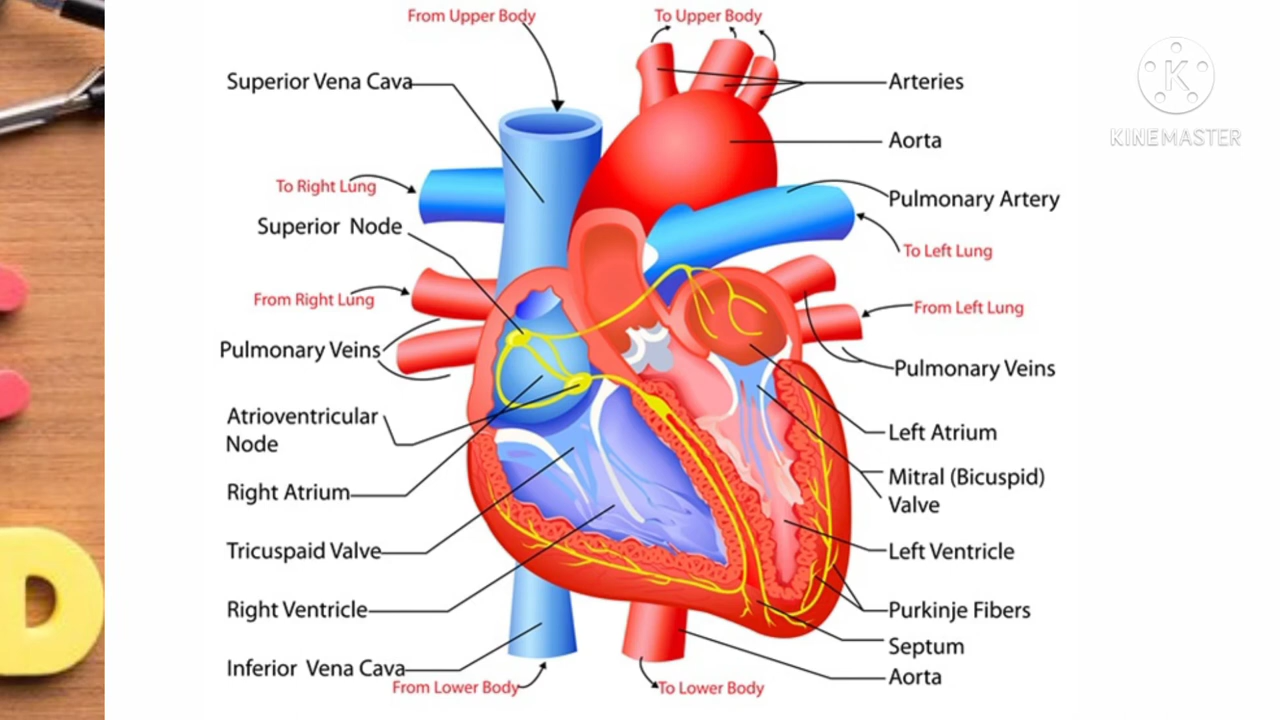 From Upper Body
To Upper Body
Superior Vena Cava
Arteries
Aorta
To Right Lung
Pulmonary Artery
Superior Node
To Left Lung
From Right Lung
From Left Lung
Pulmonary Veins
Pulmonary Veins
Atrioventricular
Node
Left Atrium
Right Atrium
Mitral (Bicuspid)
Valve
Tricuspaid Valve
Left Ventricle
Right Ventricle
Purkinje Fibers
Septum
Inferior Vena Cava
Aorta
From Lower Body
To Lower Body
K
KINEMASTER
D